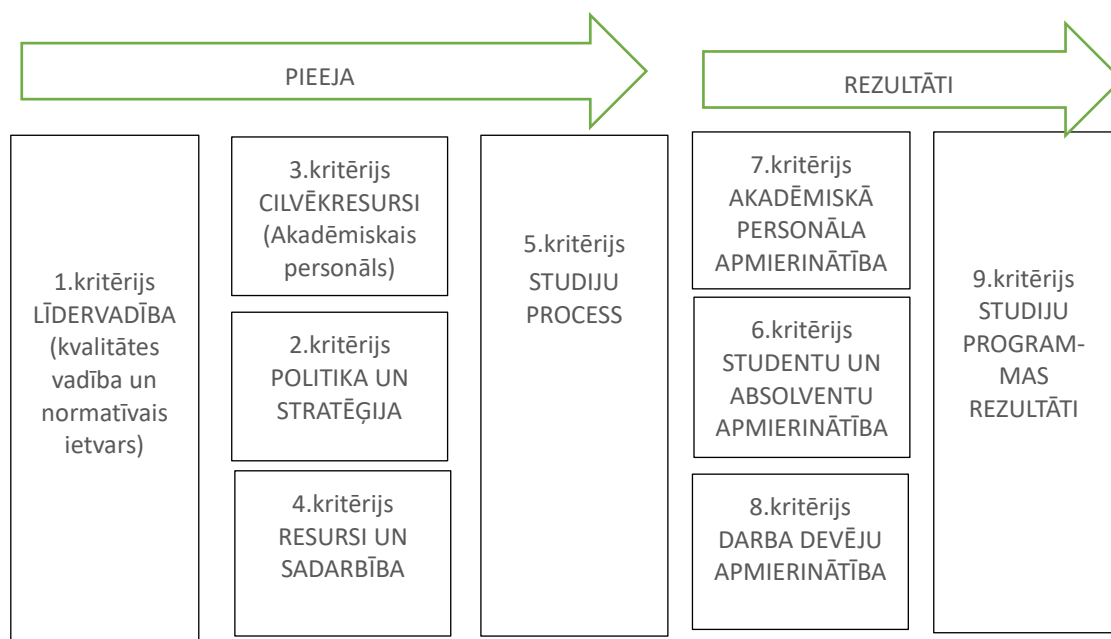 PIEEJA
REZULTĀTI
1.kritērijs
LĪDERVADĪBA
(kvalitātes
vadība un
normatīvais
ietvars)
3.kritērijs
CILVĒKRESURSI
(Akadēmiskais
personāls)
2.kritērijs
POLITIKA UN
STRATĒĢIJA
4.kritērijs
RESURSI UN
SADARBĪBA
5.kritērijs
STUDIJU
PROCESS
7.kritērijs
AKADĒMISKĀ
PERSONĀLA
APMIERINĀTĪBA
6.kritērijs
STUDENTU UN
ABSOLVENTU
APMIERINĀTĪBA
8.kritērijs
DARBA DEVĒJU
APMIERINĀTĪBA
9.kritērijs
STUDIJU
PROGRAM-
MAS
REZULTĀTI